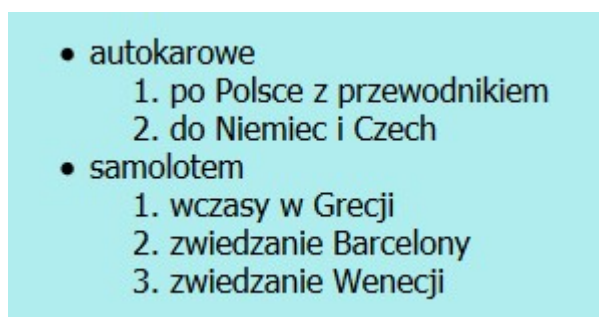 • autokarowe
1. po Polsce z przewodnikiem
2. do Niemiec i Czech
• samolotem
1. wczasy w Grecji
2. zwiedzanie Barcelony
3. zwiedzanie Wenecji